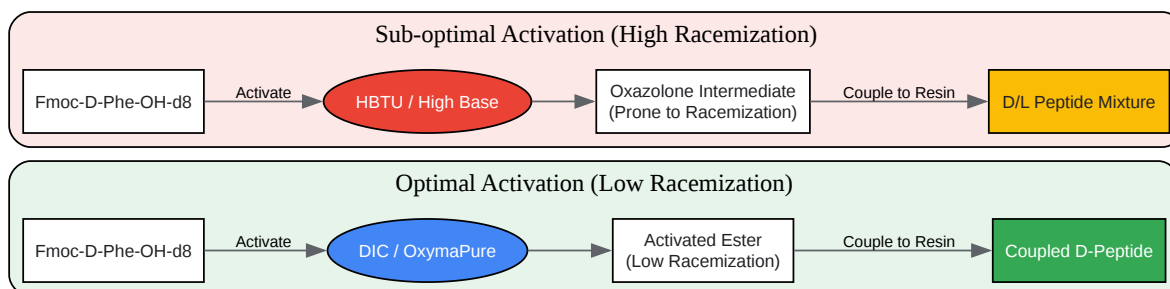 Sub-optimal Activation (High Racemization)
Fmoc-D-Phe-OH-d8
Activate
HBTU / High Base
Oxazolone Intermediate
(Prone to Racemization)
Couple to Resin
D/L Peptide Mixture
Optimal Activation (Low Racemization)
Fmoc-D-Phe-OH-d8
Activate
DIC / OxymaPure
Activated Ester
(Low Racemization)
Couple to Resin
Coupled D-Peptide